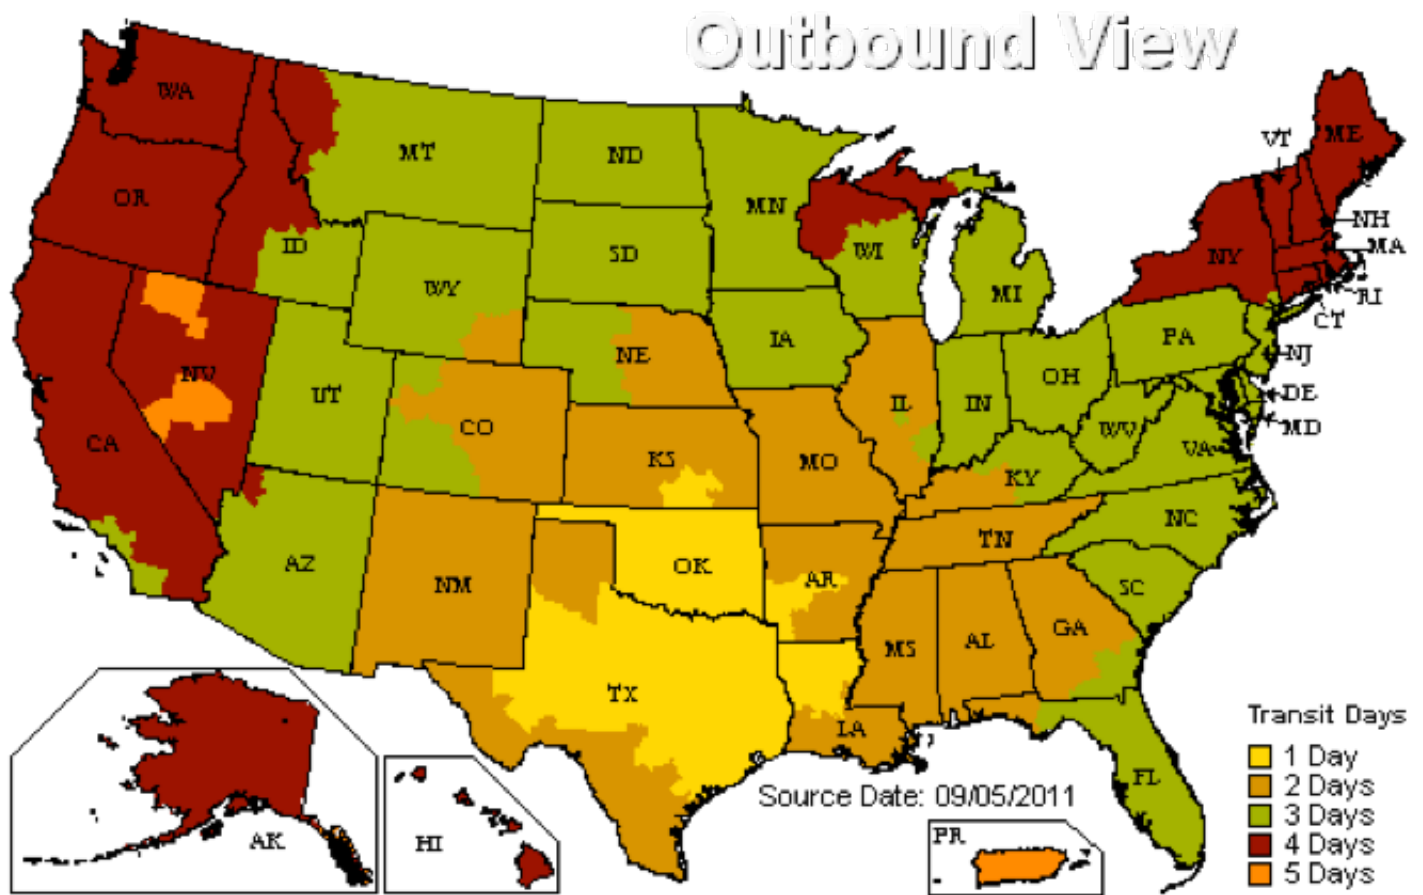 Outbound View
WA
OR
CA
ID
NV
MT
WY
UT
AZ
ND
SD
NE
CO
KS
NM
OK
TX
MN
IA
MO
AR
LA
WI
IL
MI
IN
OH
KY
TN
MS
AL
GA
FL
SC
NC
VA
WV
PA
NY
VT
ME
NH
MA
RI
CT
NJ
DE
MD
AK
HI
PR
Source Date: 09/05/2011
Transit Days
1 Day
2 Days
3 Days
4 Days
5 Days